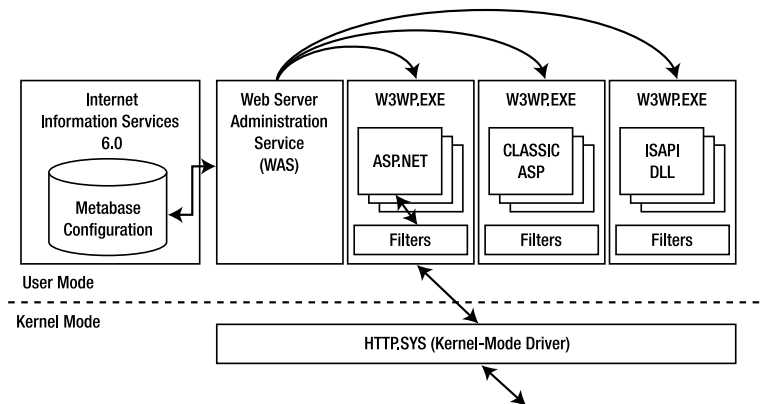 Internet
Information Services
6.0
Metabase
Configuration
Web Server
Administration
Service
(WAS)
W3WP.EXE
ASP.NET
Filters
W3WP.EXE
CLASSIC
ASP
Filters
W3WP.EXE
ISAPI
DLL
Filters
User Mode
Kernel Mode
HTTP.SYS (Kernel-Mode Driver)